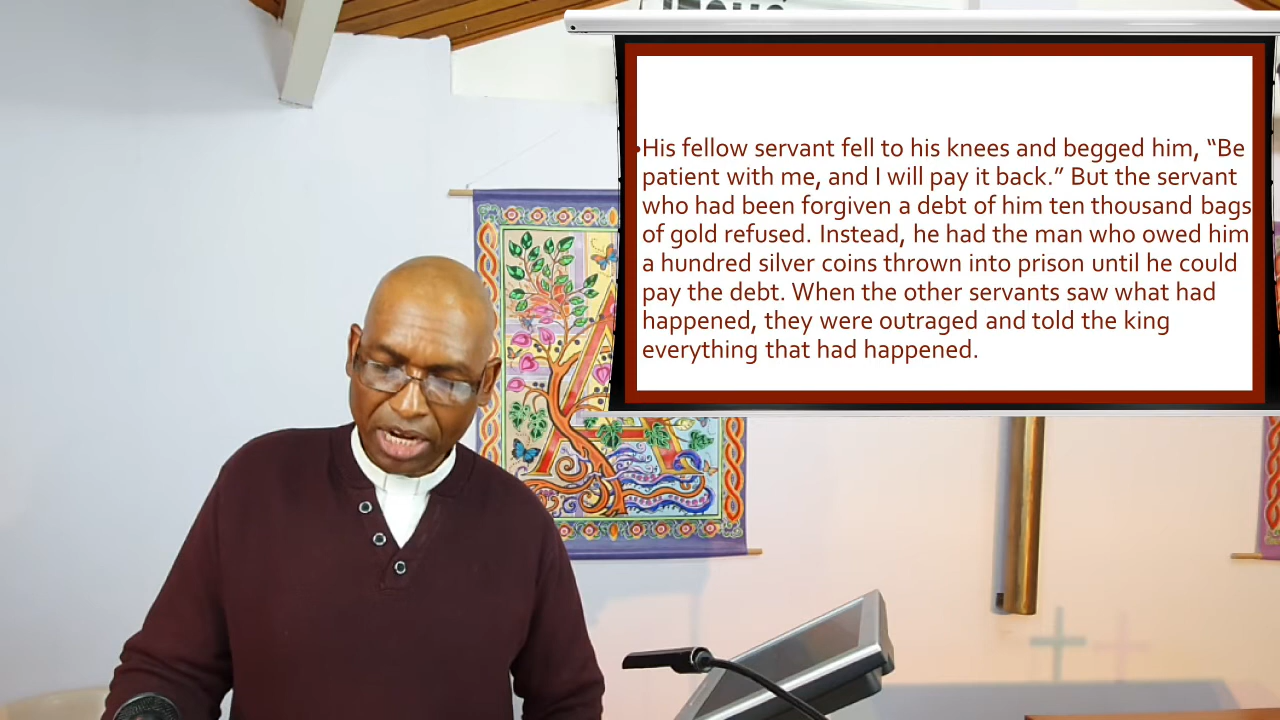 •His fellow servant fell to his knees and begged him, “Be
patient with me, and I will pay it back.” But the servant
who had been forgiven a debt of him ten thousand bags
of gold refused. Instead, he had the man who owed him
a hundred silver coins thrown into prison until he could
pay the debt. When the other servants saw what had
happened, they were outraged and told the king
everything that had happened.